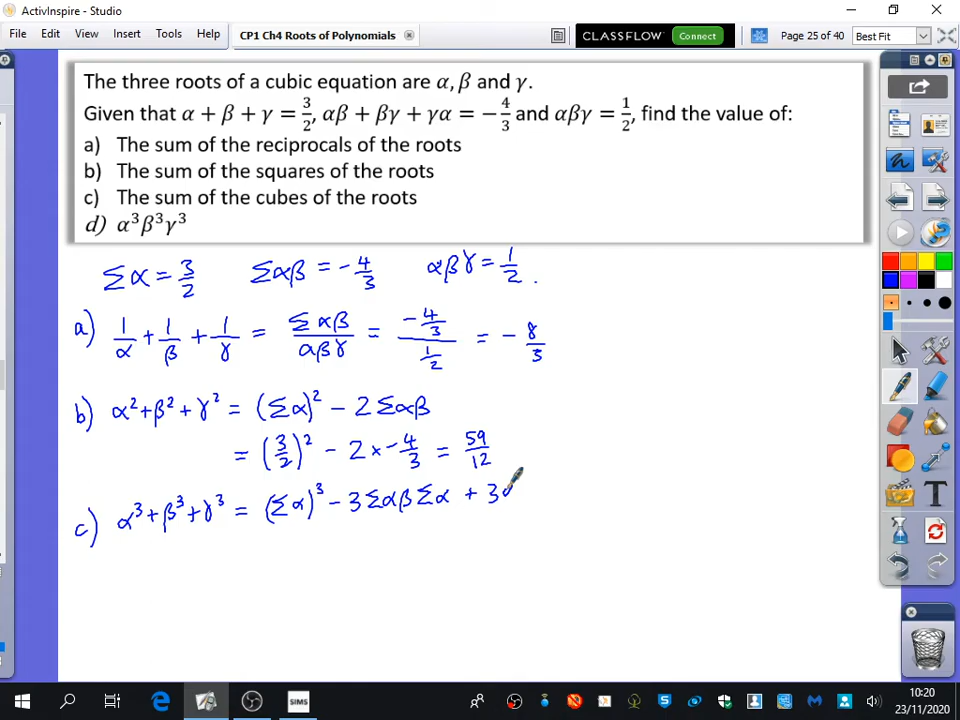 ActivInspire - Studio
File Edit View Insert Tools Help CP1 Ch4 Roots of Polynomials CLASSFLOW Connect Page 25 of 40 Best Fit
The three roots of a cubic equation are α, β and γ.
Given that α + β + γ = 3/2, αβ + βγ + γα = −4/3 and αβγ = 1/2, find the value of:
a) The sum of the reciprocals of the roots
b) The sum of the squares of the roots
c) The sum of the cubes of the roots
d) α³β³γ³
Σα = 3/2 Σαβ = −4/3 αβγ = 1/2.
a) 1/α + 1/β + 1/γ = Σαβ/αβγ = (−4/3)/(1/2) = −8/3
b) α² + β² + γ² = (Σα)² − 2Σαβ
= (3/2)² − 2 × −4/3 = 59/12
c) α³ + β³ + γ³ = (Σα)³ − 3ΣαβΣα + 3
SIMS
10:20
23/11/2020